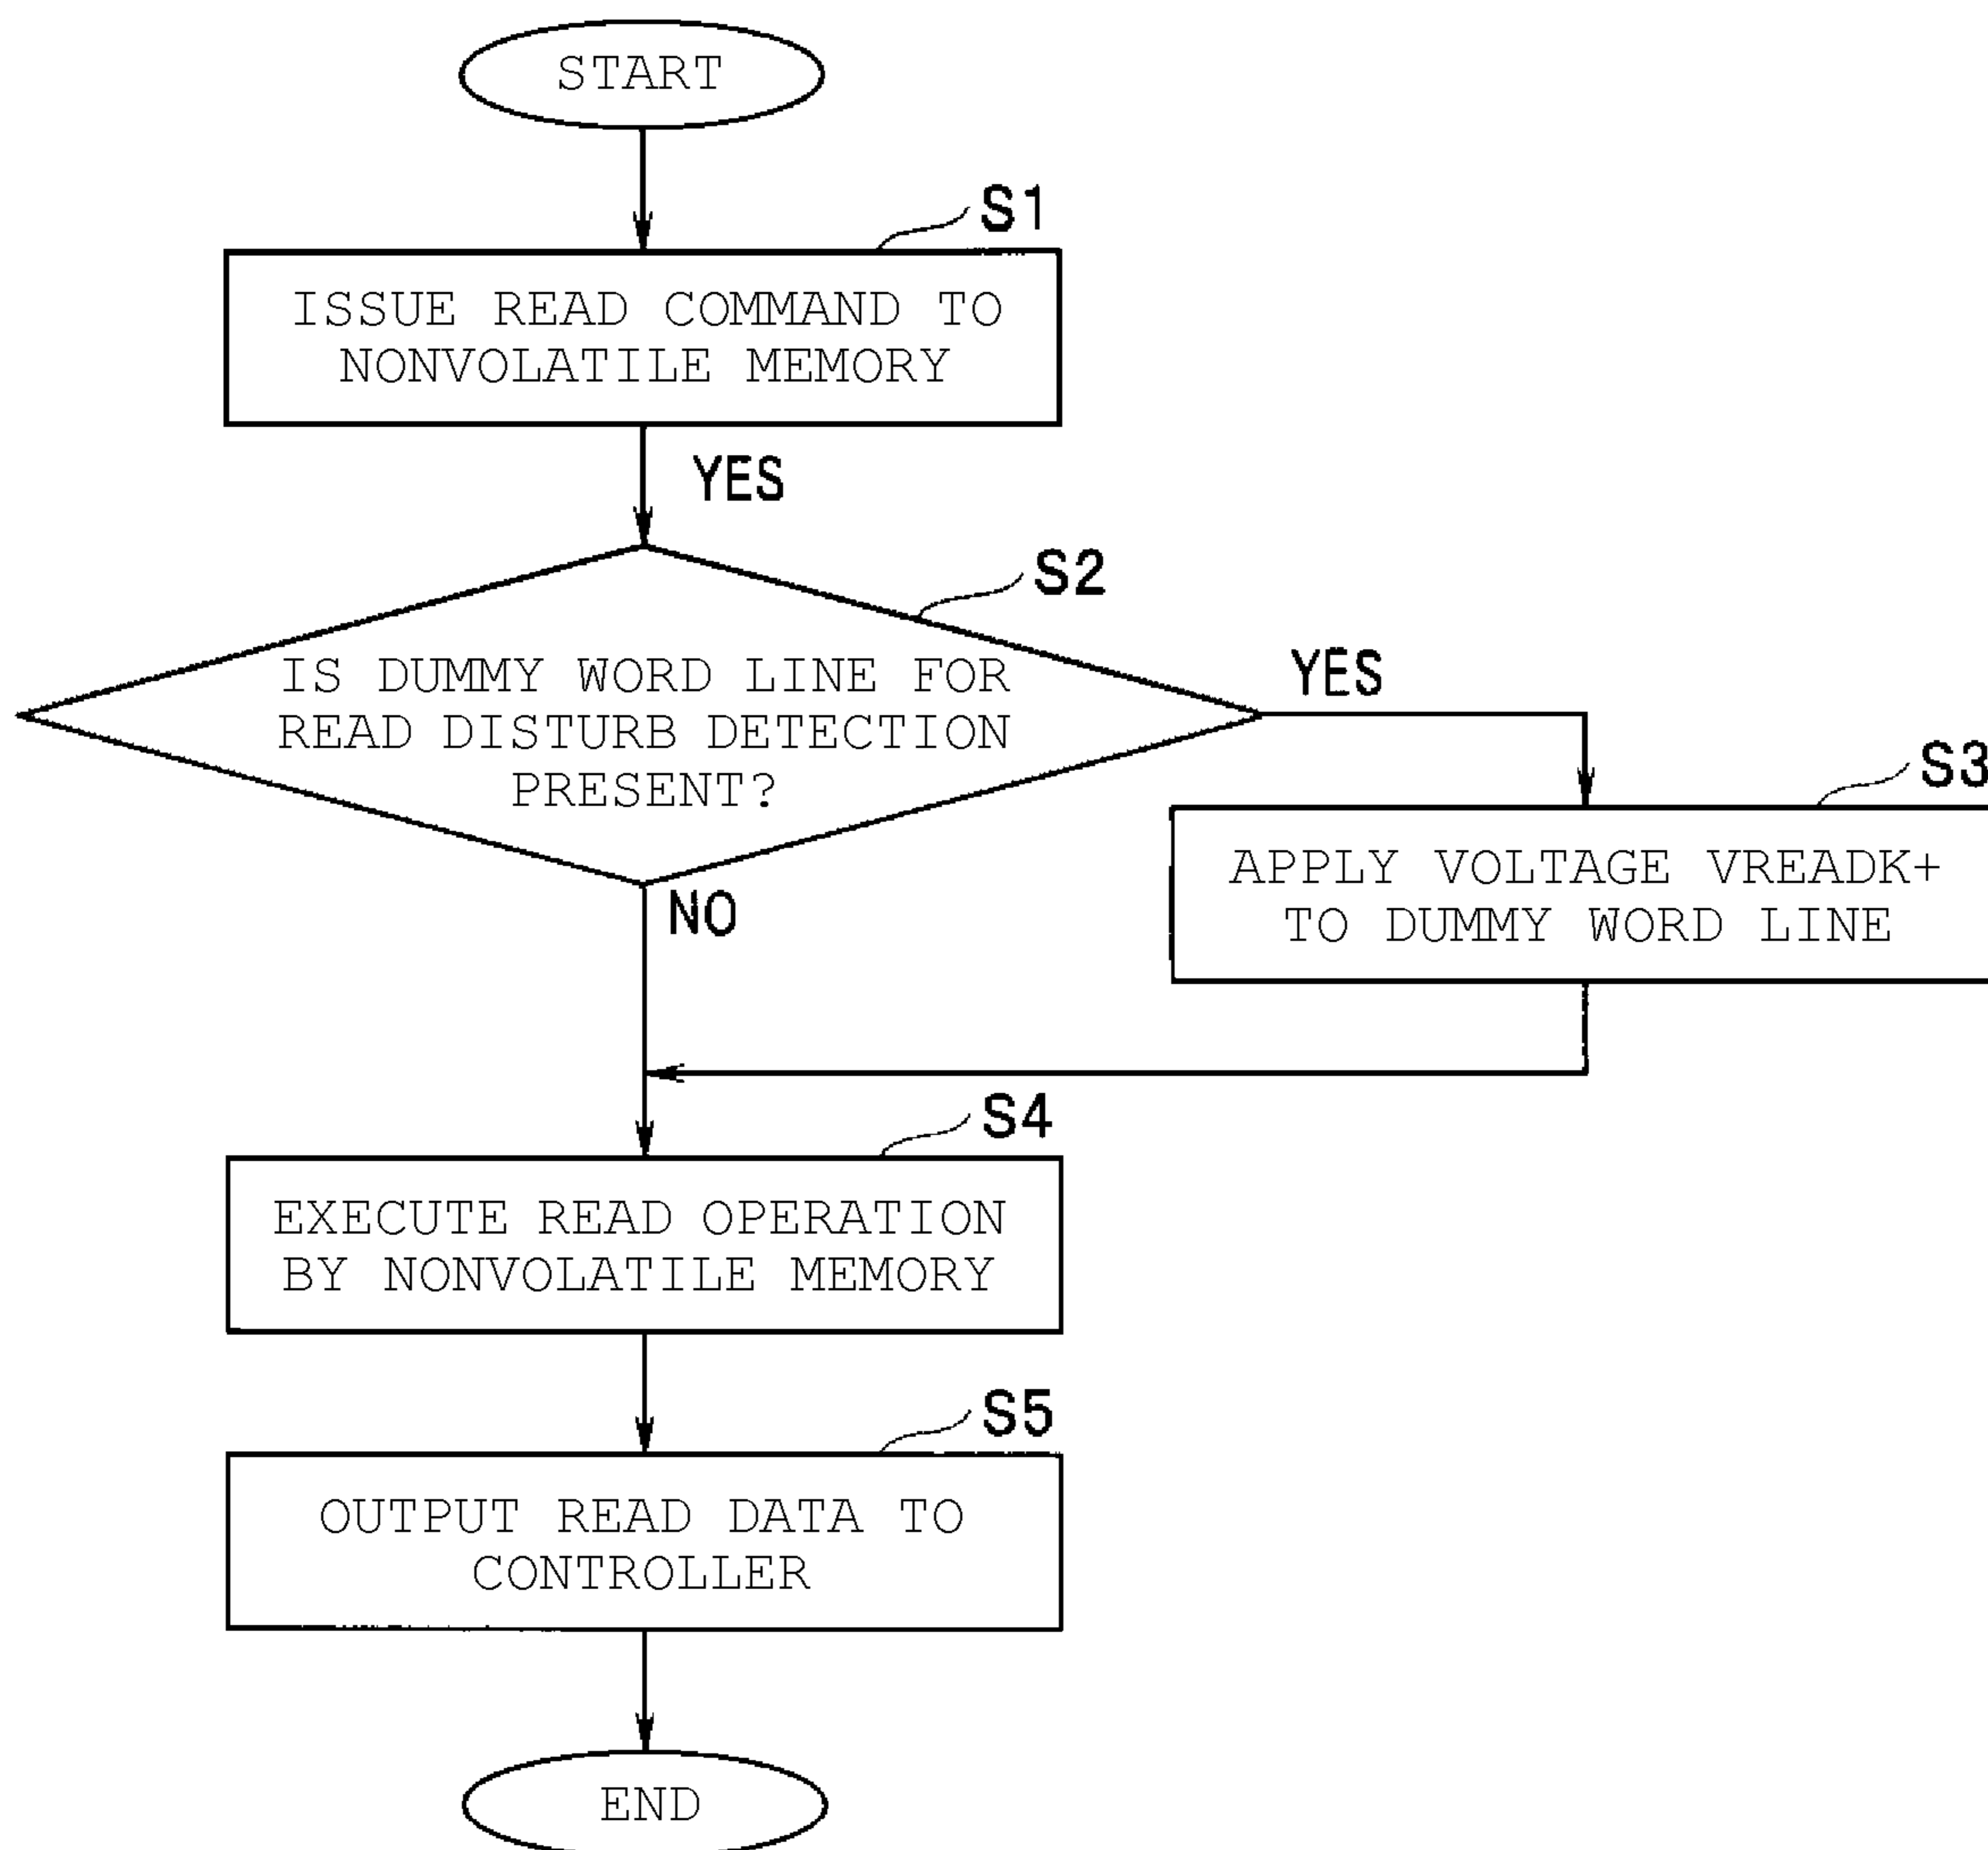 START
S1
ISSUE READ COMMAND TO
NONVOLATILE MEMORY
YES
S2
IS DUMMY WORD LINE FOR
READ DISTURB DETECTION
PRESENT?
YES
S3
APPLY VOLTAGE VREADK+
TO DUMMY WORD LINE
NO
S4
EXECUTE READ OPERATION
BY NONVOLATILE MEMORY
S5
OUTPUT READ DATA TO
CONTROLLER
END